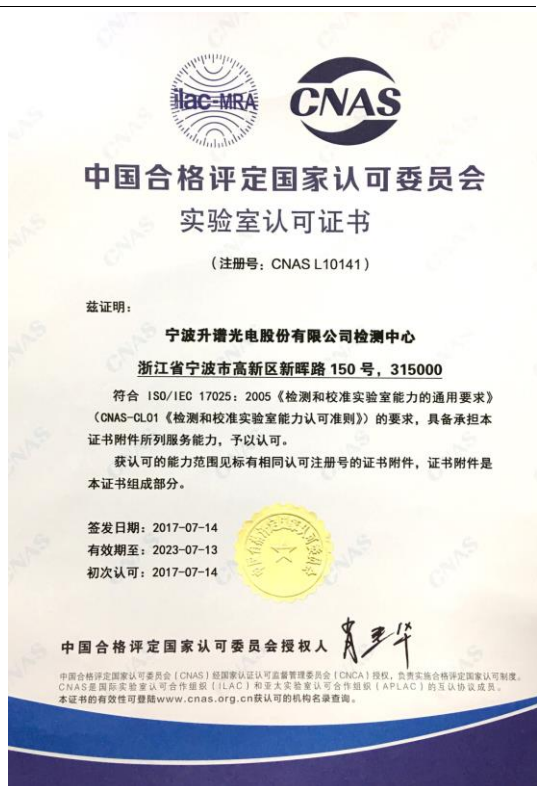 ilac-MRA
CNAS
中国合格评定国家认可委员会
实验室认可证书
（注册号：CNAS L10141）
兹证明：
宁波升谱光电股份有限公司检测中心
浙江省宁波市高新区新晖路 150 号，315000
符合 ISO/IEC 17025：2005《检测和校准实验室能力的通用要求》
（CNAS-CL01《检测和校准实验室能力认可准则》）的要求，具备承担本
证书附件所列服务能力，予以认可。
获认可的能力范围见标有相同认可注册号的证书附件，证书附件是
本证书组成部分。
签发日期：2017-07-14
有效期至：2023-07-13
初次认可：2017-07-14
中国合格评定国家认可委员会
中国合格评定国家认可委员会授权人
中国合格评定国家认可委员会（CNAS）经国家认证认可监督管理委员会（CNCA）授权，负责实施合格评定国家认可制度。
CNAS是国际实验室认可合作组织（ILAC）和亚太实验室认可合作组织（APLAC）的互认协议成员。
本证书的有效性可登陆www.cnas.org.cn获认可的机构名录查询。